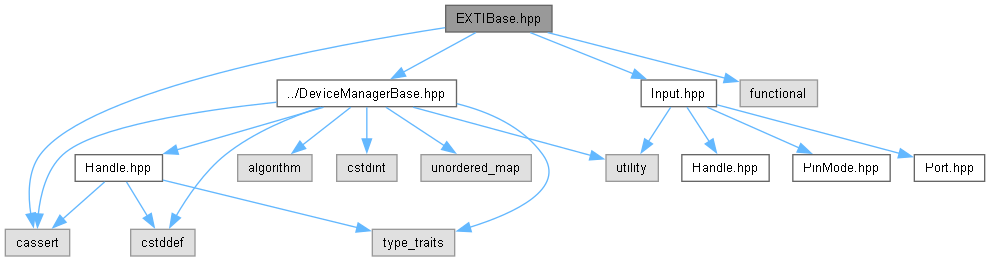 EXTIBase.hpp
../DeviceManagerBase.hpp
Input.hpp
functional
Handle.hpp
algorithm
cstdint
unordered_map
utility
Handle.hpp
PinMode.hpp
Port.hpp
cassert
cstddef
type_traits